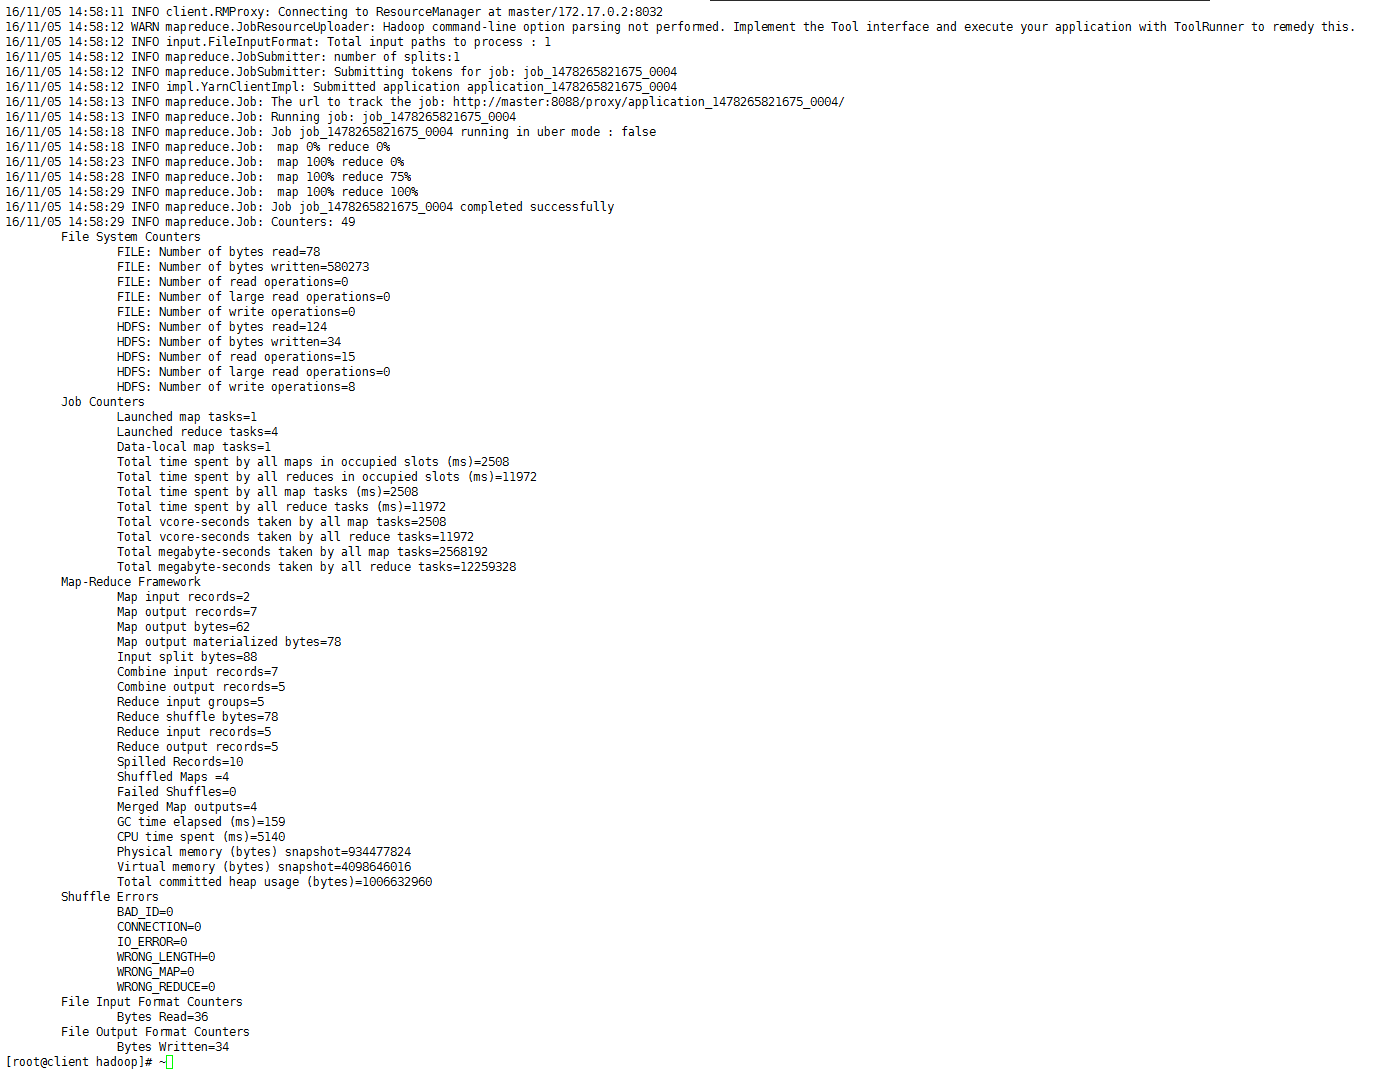 16/11/05 14:58:11 INFO client.RMProxy: Connecting to ResourceManager at master/172.17.0.2:8032
16/11/05 14:58:12 WARN mapreduce.JobResourceUploader: Hadoop command-line option parsing not performed. Implement the Tool interface and execute your application with ToolRunner to remedy this.
16/11/05 14:58:12 INFO input.FileInputFormat: Total input paths to process : 1
16/11/05 14:58:12 INFO mapreduce.JobSubmitter: number of splits:1
16/11/05 14:58:12 INFO mapreduce.JobSubmitter: Submitting tokens for job: job_1478265821675_0004
16/11/05 14:58:12 INFO impl.YarnClientImpl: Submitted application application_1478265821675_0004
16/11/05 14:58:13 INFO mapreduce.Job: The url to track the job: http://master:8088/proxy/application_1478265821675_0004/
16/11/05 14:58:13 INFO mapreduce.Job: Running job: job_1478265821675_0004
16/11/05 14:58:18 INFO mapreduce.Job: Job job_1478265821675_0004 running in uber mode : false
16/11/05 14:58:18 INFO mapreduce.Job:  map 0% reduce 0%
16/11/05 14:58:23 INFO mapreduce.Job:  map 100% reduce 0%
16/11/05 14:58:28 INFO mapreduce.Job:  map 100% reduce 75%
16/11/05 14:58:29 INFO mapreduce.Job:  map 100% reduce 100%
16/11/05 14:58:29 INFO mapreduce.Job: Job job_1478265821675_0004 completed successfully
16/11/05 14:58:29 INFO mapreduce.Job: Counters: 49
File System Counters
FILE: Number of bytes read=78
FILE: Number of bytes written=580273
FILE: Number of read operations=0
FILE: Number of large read operations=0
FILE: Number of write operations=0
HDFS: Number of bytes read=124
HDFS: Number of bytes written=34
HDFS: Number of read operations=15
HDFS: Number of large read operations=0
HDFS: Number of write operations=8
Job Counters
Launched map tasks=1
Launched reduce tasks=4
Data-local map tasks=1
Total time spent by all maps in occupied slots (ms)=2508
Total time spent by all reduces in occupied slots (ms)=11972
Total time spent by all map tasks (ms)=2508
Total time spent by all reduce tasks (ms)=11972
Total vcore-seconds taken by all map tasks=2508
Total vcore-seconds taken by all reduce tasks=11972
Total megabyte-seconds taken by all map tasks=2568192
Total megabyte-seconds taken by all reduce tasks=12259328
Map-Reduce Framework
Map input records=2
Map output records=7
Map output bytes=62
Map output materialized bytes=78
Input split bytes=88
Combine input records=7
Combine output records=5
Reduce input groups=5
Reduce shuffle bytes=78
Reduce input records=5
Reduce output records=5
Spilled Records=10
Shuffled Maps =4
Failed Shuffles=0
Merged Map outputs=4
GC time elapsed (ms)=159
CPU time spent (ms)=5140
Physical memory (bytes) snapshot=934477824
Virtual memory (bytes) snapshot=4098646016
Total committed heap usage (bytes)=1006632960
Shuffle Errors
BAD_ID=0
CONNECTION=0
IO_ERROR=0
WRONG_LENGTH=0
WRONG_MAP=0
WRONG_REDUCE=0
File Input Format Counters
Bytes Read=36
File Output Format Counters
Bytes Written=34
[root@client hadoop]# ~